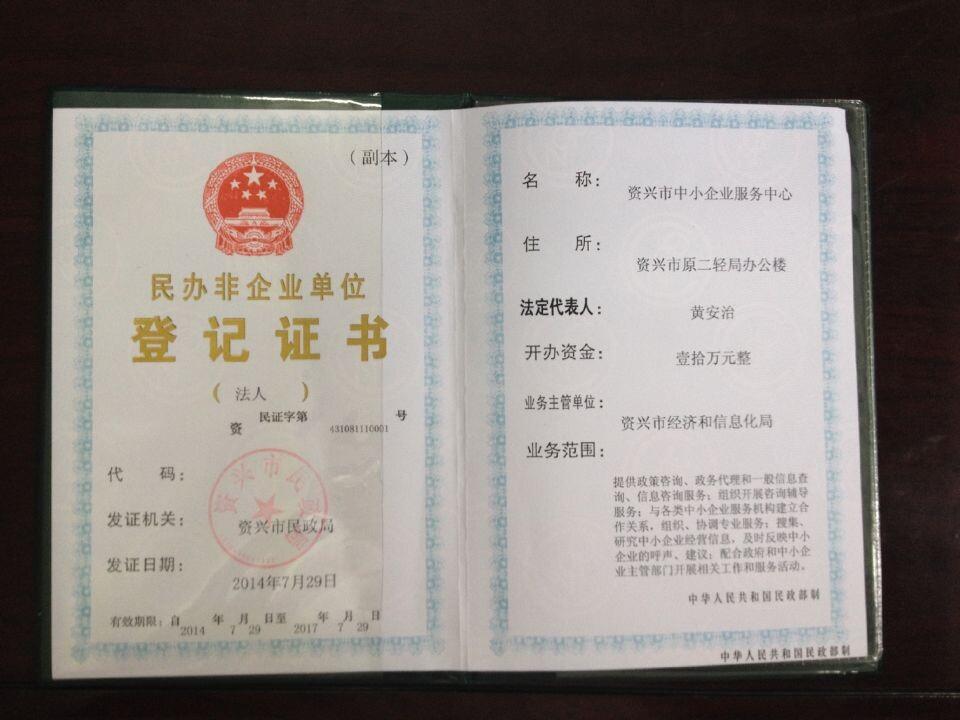 （副本）
民办非企业单位
登记证书
（法人）
资 民证字第 431081110001 号
代码：
发证机关：资兴市民政局
发证日期：
2014年7月29日
有效期限：自2014年7月29日至2017年7月29日
名称：资兴市中小企业服务中心
住所：资兴市原二轻局办公楼
法定代表人：黄安治
开办资金：壹拾万元整
业务主管单位：资兴市经济和信息化局
业务范围：
提供政策咨询、政务代理和一般信息查
询、信息咨询服务；组织开展咨询辅导
服务；与各类中小企业服务机构建立合
作关系，组织、协调专业服务；搜集、
研究中小企业经营信息，及时反映中小
企业的呼声、建议；配合政府和中小企
业主管部门开展相关工作和服务活动。
中华人民共和国民政部制
中华人民共和国民政部制